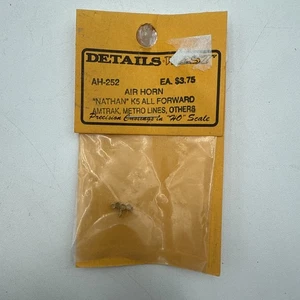 DETAILS WEST
AH-252 EA. $3.75
AIR HORN
"NATHAN" K5 ALL FORWARD
AMTRAK, METRO LINES, OTHERS
Precision Castings In "HO" Scale